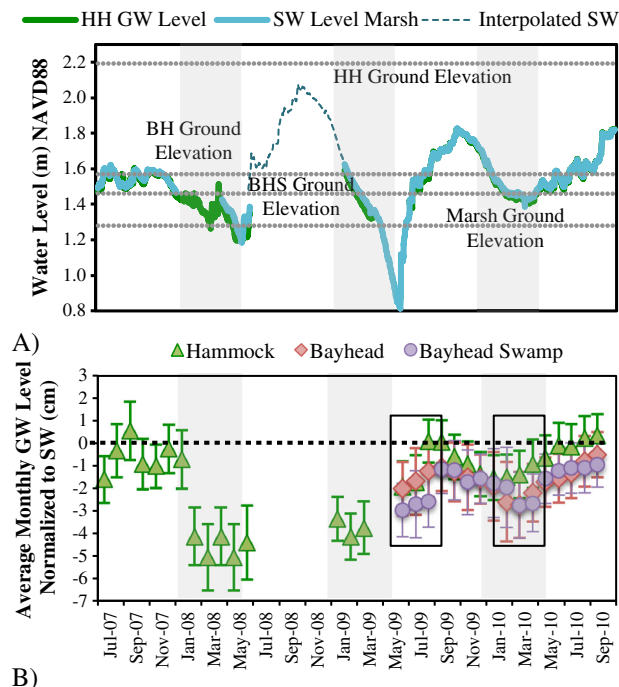 HH GW Level SW Level Marsh Interpolated SW
2.2
HH Ground Elevation
2.0
BH Ground
Elevation
1.8
1.6
BHS Ground
Elevation
1.4
Marsh Ground
Elevation
1.2
1.0
0.8
Water Level (m) NAVD88
A)
Hammock Bayhead Bayhead Swamp
3
2
1
0
-1
-2
-3
-4
-5
-6
-7
Average Monthly GW Level
Normalized to SW (cm)
Jul-07
Sep-07
Nov-07
Jan-08
Mar-08
May-08
Jul-08
Sep-08
Nov-08
Jan-09
Mar-09
May-09
Jul-09
Sep-09
Nov-09
Jan-10
Mar-10
May-10
Jul-10
Sep-10
B)